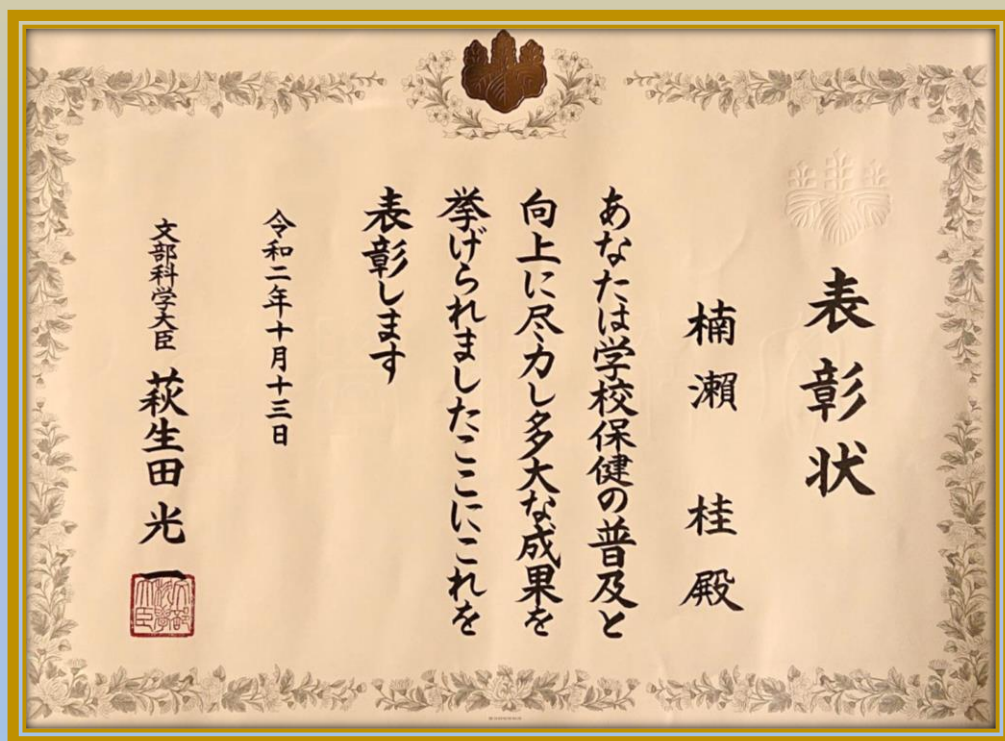 表彰状
楠瀬 桂殿
あなたは学校保健の普及と
向上に尽力し多大な成果を
挙げられましたここにこれを
表彰します
令和二年十月十三日
文部科学大臣 萩生田光一